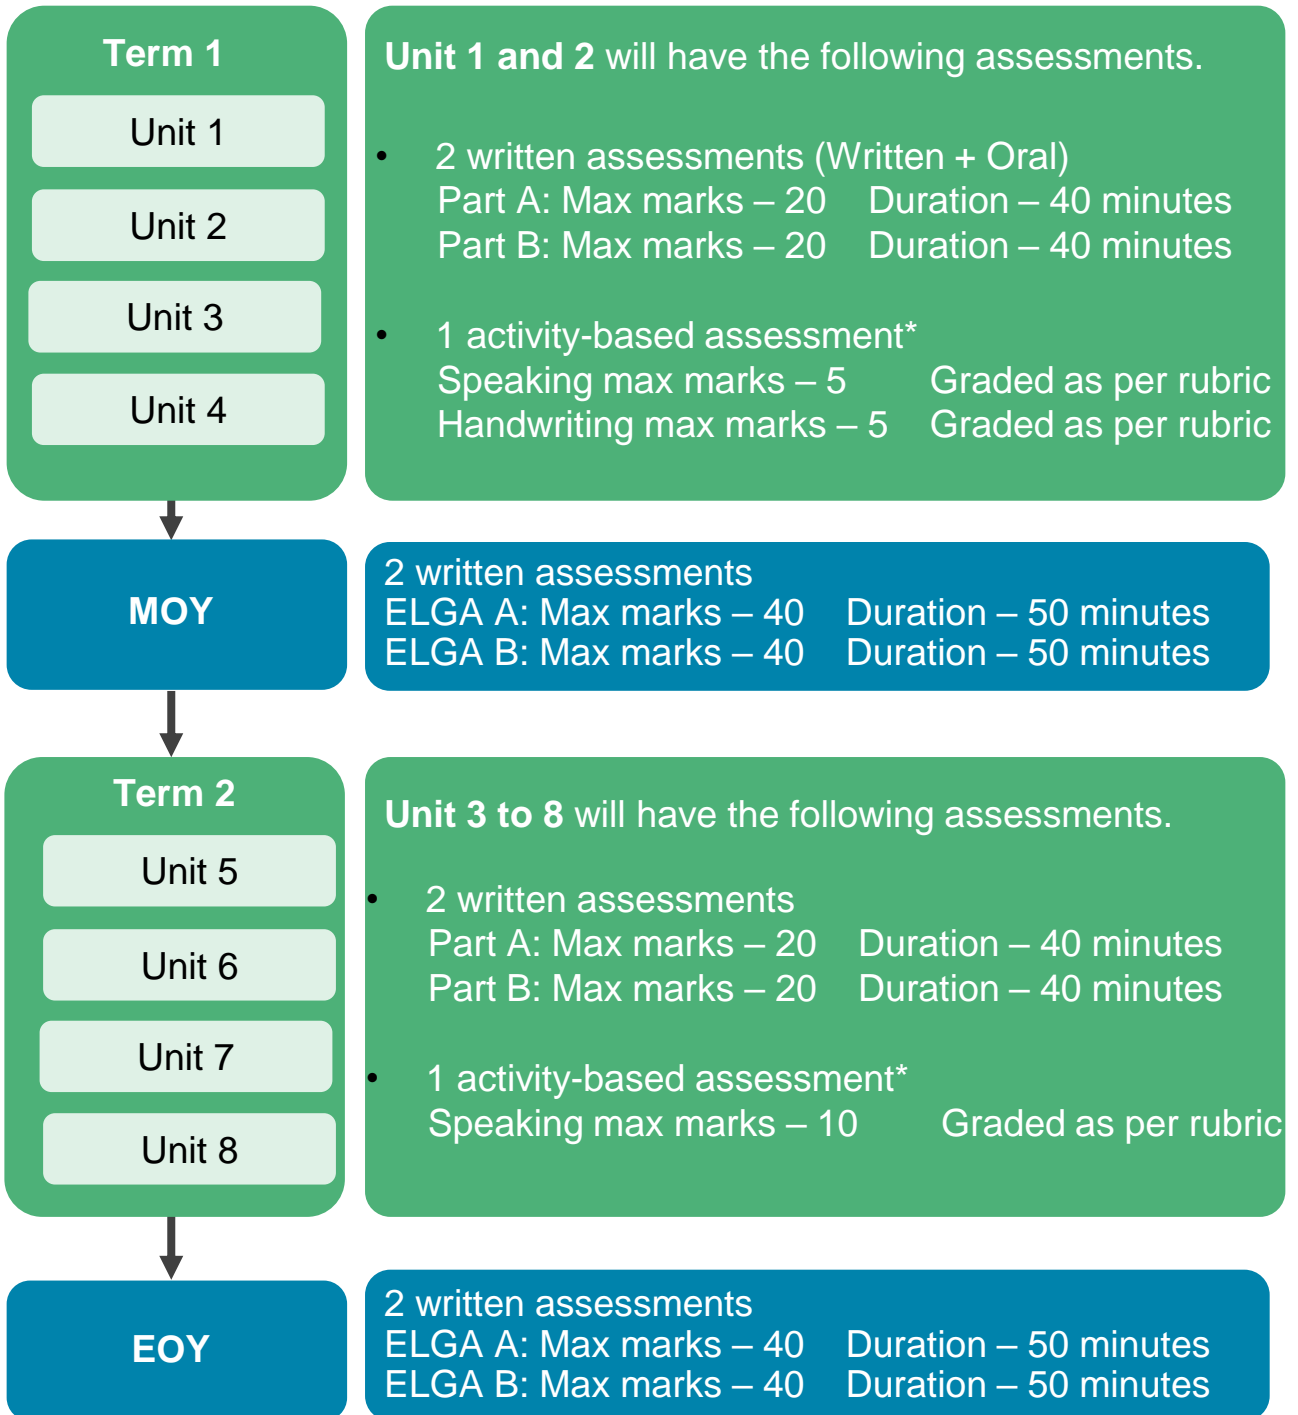 Term 1
Unit 1
Unit 2
Unit 3
Unit 4
Unit 1 and 2 will have the following assessments.
• 2 written assessments (Written + Oral)
Part A: Max marks – 20 Duration – 40 minutes
Part B: Max marks – 20 Duration – 40 minutes
• 1 activity-based assessment*
Speaking max marks – 5 Graded as per rubric
Handwriting max marks – 5 Graded as per rubric
MOY
2 written assessments
ELGA A: Max marks – 40 Duration – 50 minutes
ELGA B: Max marks – 40 Duration – 50 minutes
Term 2
Unit 5
Unit 6
Unit 7
Unit 8
Unit 3 to 8 will have the following assessments.
• 2 written assessments
Part A: Max marks – 20 Duration – 40 minutes
Part B: Max marks – 20 Duration – 40 minutes
• 1 activity-based assessment*
Speaking max marks – 10 Graded as per rubric
EOY
2 written assessments
ELGA A: Max marks – 40 Duration – 50 minutes
ELGA B: Max marks – 40 Duration – 50 minutes